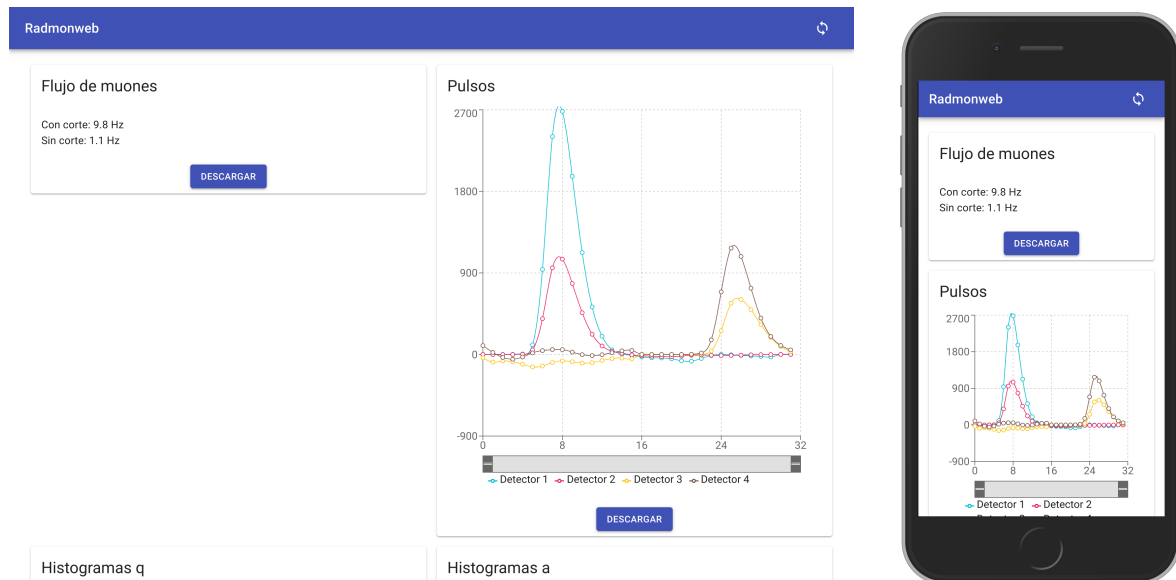 Radmonweb
Flujo de muones
Con corte: 9.8 Hz
Sin corte: 1.1 Hz
DESCARGAR
Pulsos
2700
1800
900
0
-900
0 8 16 24 32
Detector 1 Detector 2 Detector 3 Detector 4
DESCARGAR
Histogramas q
Histogramas a
Radmonweb
Flujo de muones
Con corte: 9.8 Hz
Sin corte: 1.1 Hz
DESCARGAR
Pulsos
2700
1800
900
0
-900
0 8 16 24 32
Detector 1 Detector 2